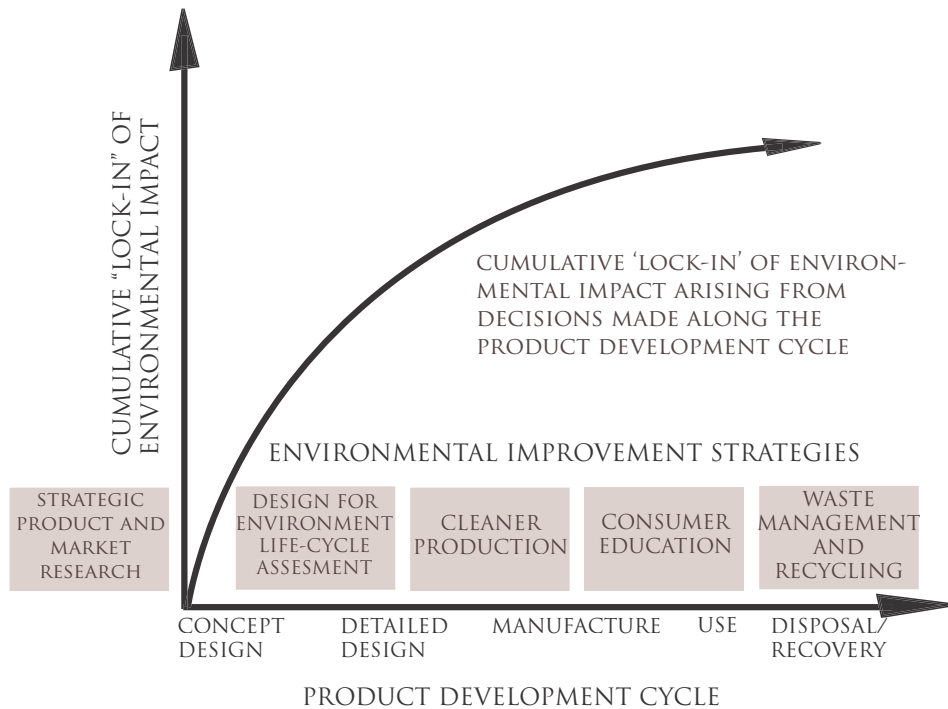 CUMULATIVE "LOCK-IN" OF
ENVIRONMENTAL IMPACT
CUMULATIVE ‘LOCK-IN’ OF ENVIRON-
MENTAL IMPACT ARISING FROM
DECISIONS MADE ALONG THE
PRODUCT DEVELOPMENT CYCLE
ENVIRONMENTAL IMPROVEMENT STRATEGIES
STRATEGIC
PRODUCT AND
MARKET
RESEARCH
DESIGN FOR
ENVIRONMENT
LIFE-CYCLE
ASSESMENT
CLEANER
PRODUCTION
CONSUMER
EDUCATION
WASTE
MANAGEMENT
AND
RECYCLING
CONCEPT
DESIGN
DETAILED
DESIGN
MANUFACTURE
USE
DISPOSAL/
RECOVERY
PRODUCT DEVELOPMENT CYCLE